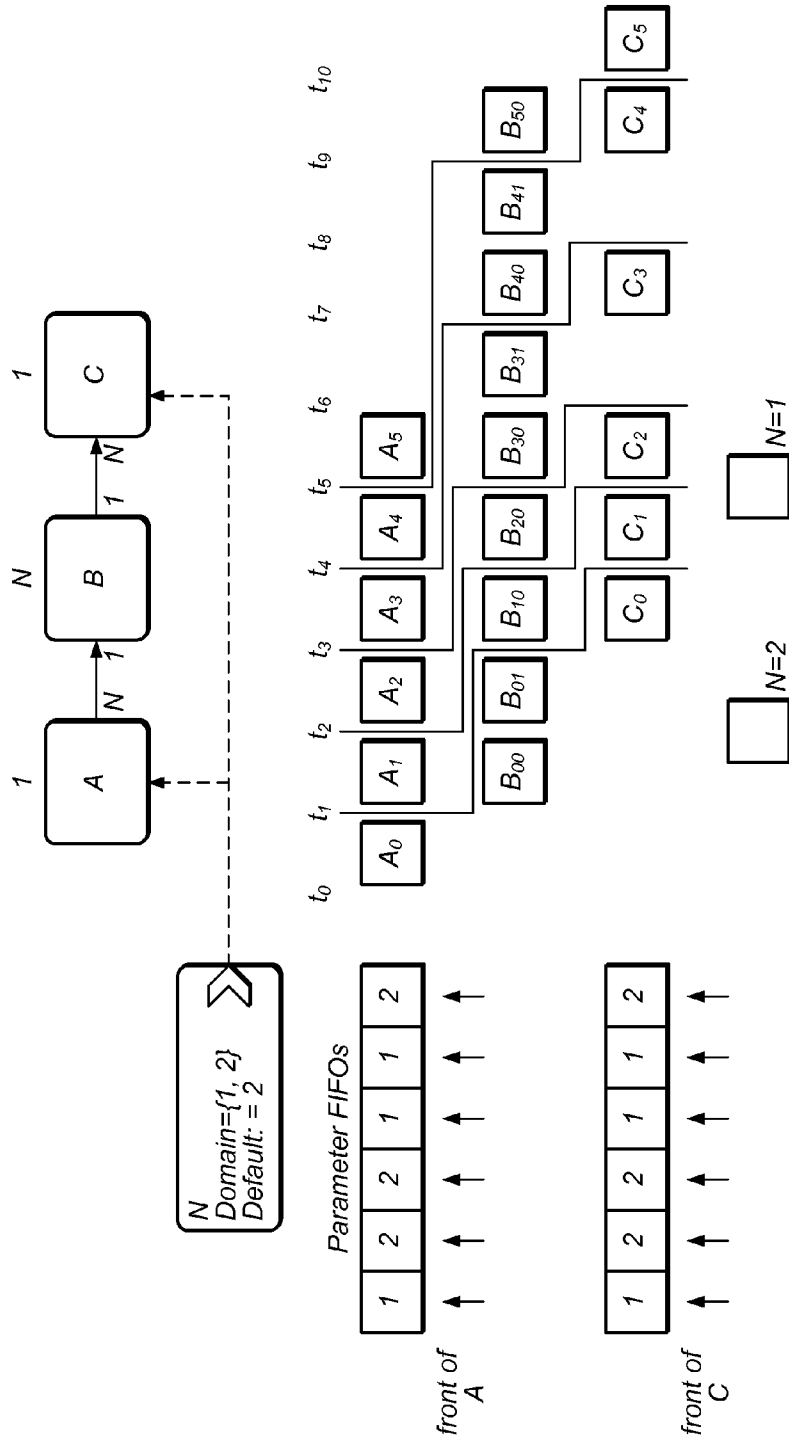 1
N
1
A
N
1
B
1
N
C
N
Domain={1, 2}
Default: = 2
Parameter FIFOs
t0
t1
t2
t3
t4
t5
t6
t7
t8
t9
t10
front of
A
1 2 2 1 1 2
A0 A1 A2 A3 A4 A5
B00 B01 B10 B20 B30 B31 B40 B41 B50
front of
C
1 2 2 1 1 2
C0 C1 C2 C3 C4 C5
N=2
N=1